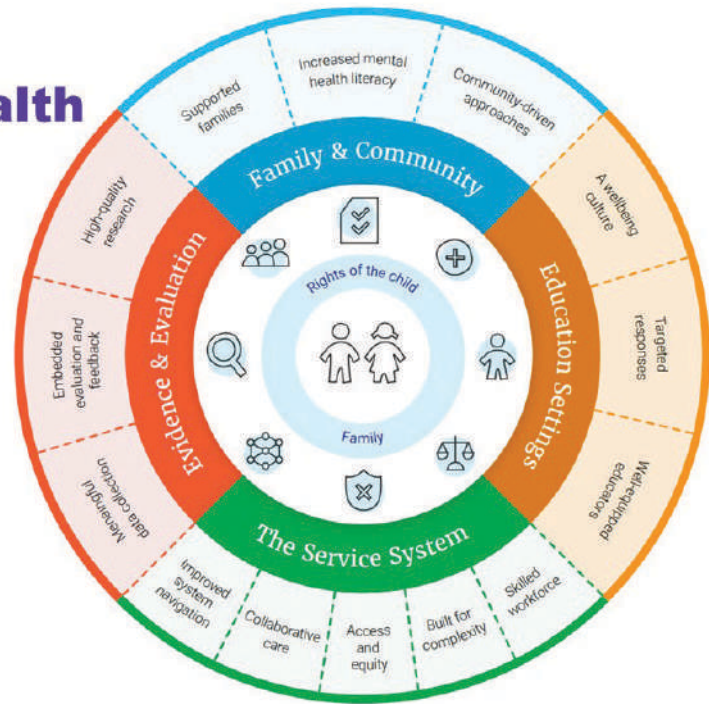 alth
Supported
families
Increased mental
health literacy
Community-driven
approaches
Family & Community
A wellbeing
culture
Targeted
responses
Well-equipped
educators
Education Settings
Skilled
workforce
Built for
complexity
Access
and
equity
Collaborative
care
Improved
system
navigation
The Service System
Meaningful
data collection
Embedded
evaluation and
feedback
High-quality
research
Evidence & Evaluation
Rights of the child
Family